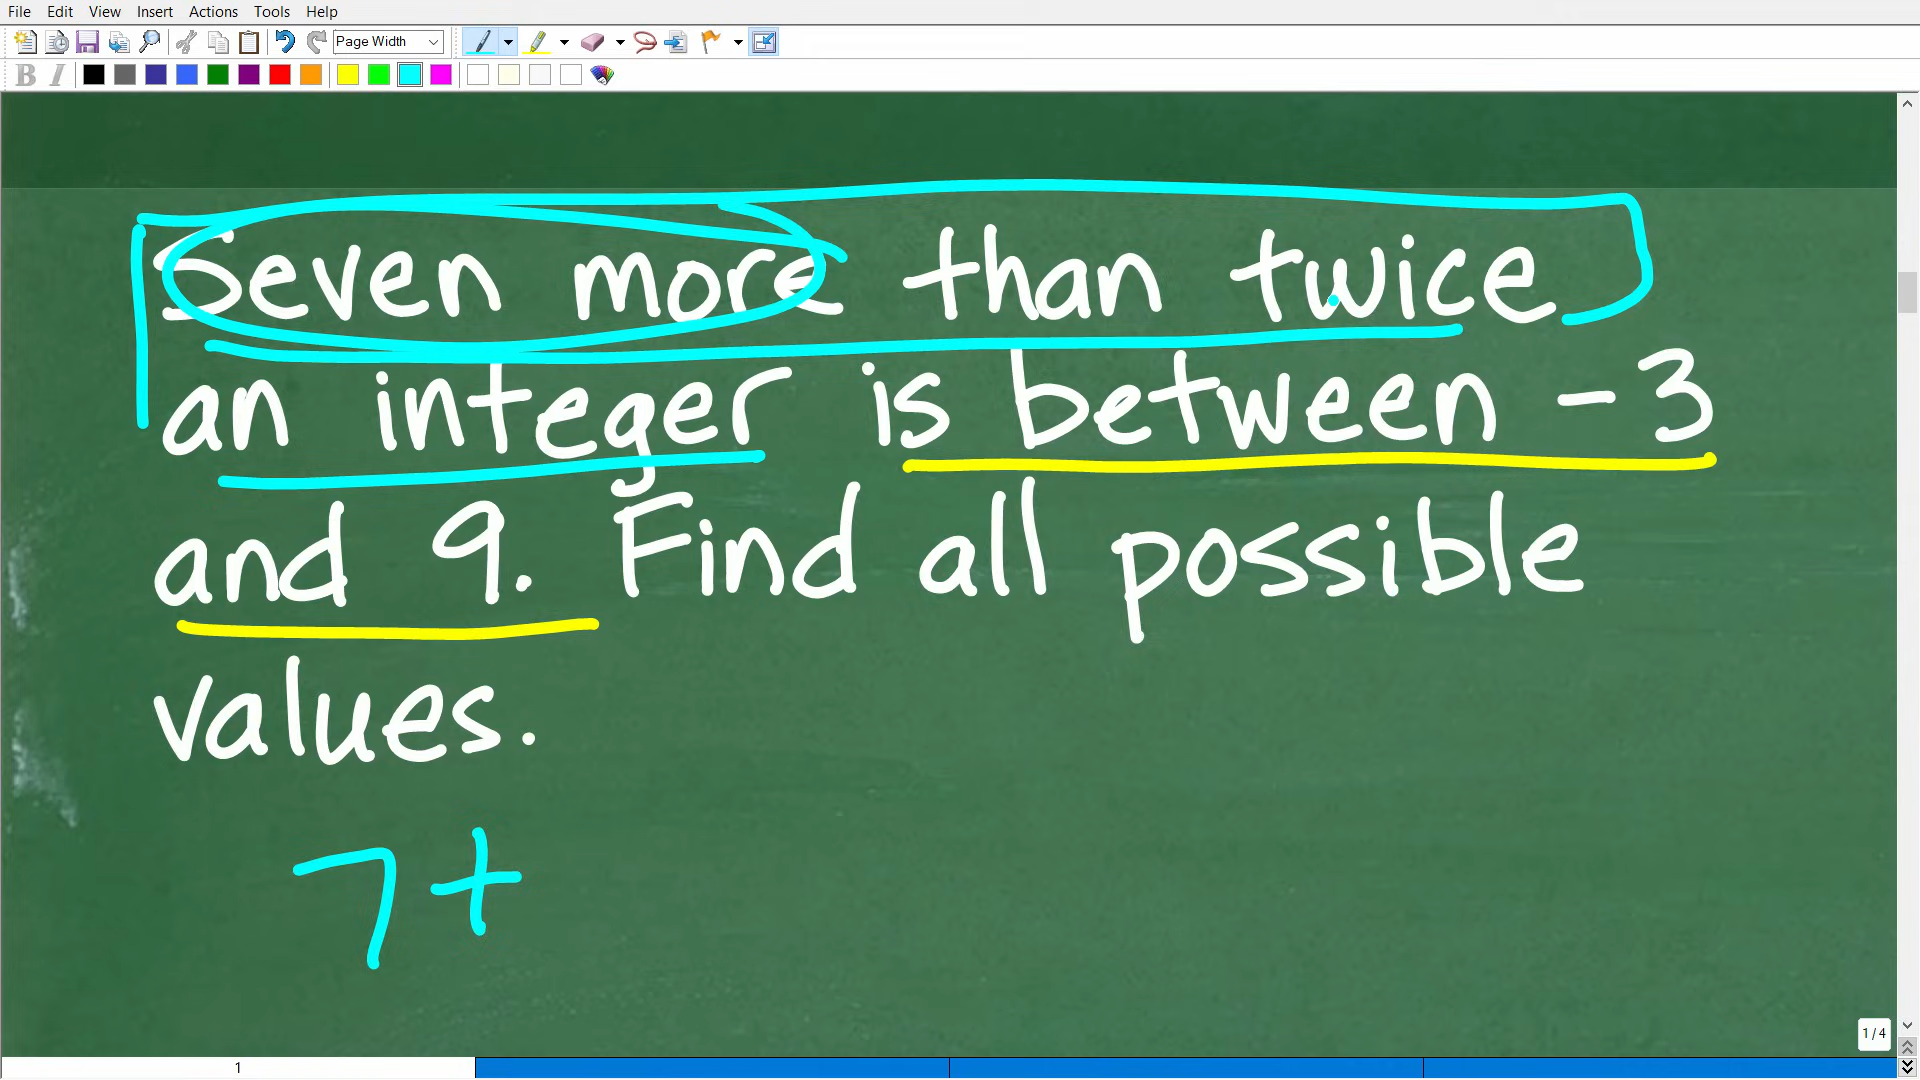 File Edit View Insert Actions Tools Help
Page Width
B I
Seven more than twice
an integer is between -3
and 9. Find all possible
values.
7+
1 / 4
1